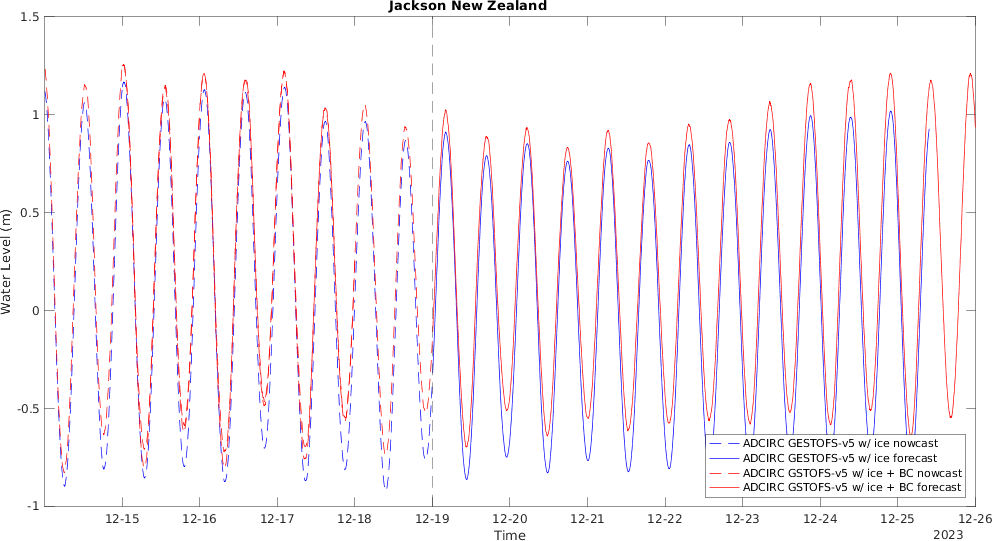 Jackson New Zealand
1.5
1
0.5
0
-0.5
-1
Water Level (m)
12-15 12-16 12-17 12-18 12-19 12-20 12-21 12-22 12-23 12-24 12-25 12-26
Time
2023
ADCIRC GESTOFS-v5 w/ ice nowcast
ADCIRC GESTOFS-v5 w/ ice forecast
ADCIRC GSTOFS-v5 w/ ice + BC nowcast
ADCIRC GSTOFS-v5 w/ ice + BC forecast